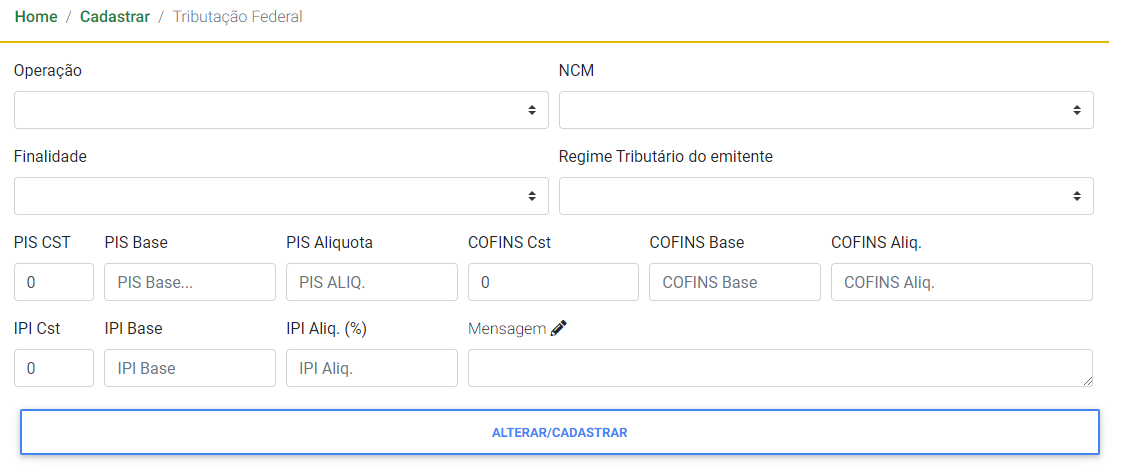 Home / Cadastrar / Tributação Federal
Operação NCM
Finalidade Regime Tributário do emitente
PIS CST PIS Base PIS Aliquota COFINS Cst COFINS Base COFINS Aliq.
0 PIS Base... PIS ALIQ. 0 COFINS Base COFINS Aliq.
IPI Cst IPI Base IPI Aliq. (%) Mensagem
0 IPI Base IPI Aliq.
ALTERAR/CADASTRAR